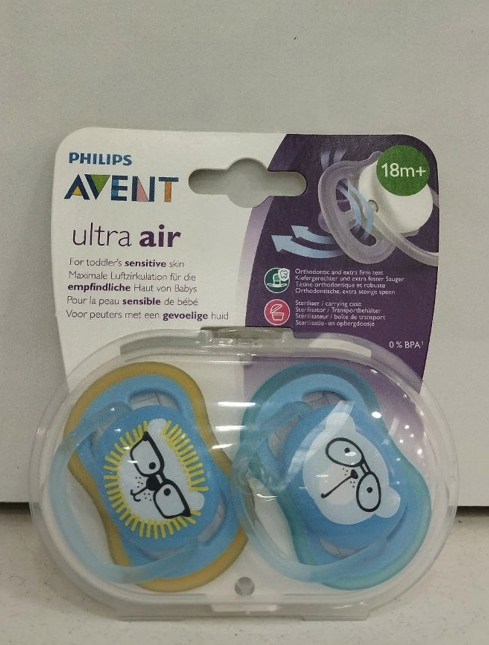 PHILIPS
AVENT
18m+
ultra air
For toddler's sensitive skin
Maximale Luftzirkulation für die
empfindliche Haut von Babys
Pour la peau sensible de bébé
Voor peuters met een gevoelige huid
Orthodontic and extra firm teat
Kiefergerechter und extra fester Sauger
Tétine orthodontique et robuste
Orthodontische, extra stevige speen
Steriliser / carrying case
Sterilisator / Transportbehälter
Stérilisateur / boîte de transport
Sterilisatie- en opbergdoosje
0 % BPA¹